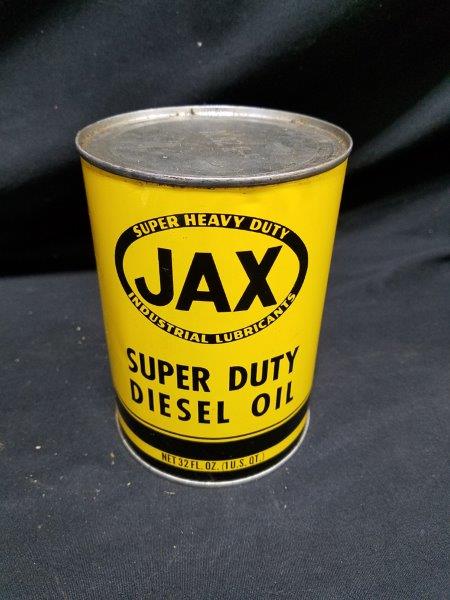 SUPER HEAVY DUTY
JAX
INDUSTRIAL LUBRICANTS
SUPER DUTY
DIESEL OIL
NET 32 FL. OZ. (1 U.S. QT.)